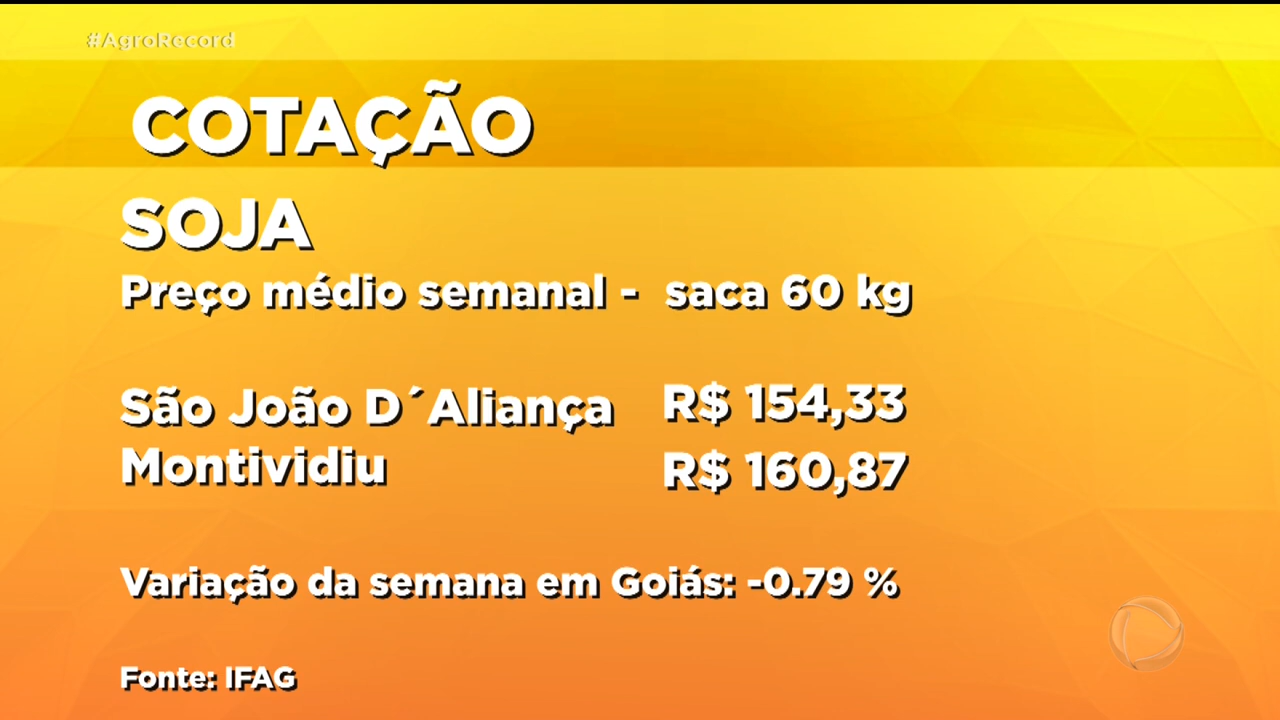 #AgroRecord
COTAÇÃO
SOJA
Preço médio semanal - saca 60 kg
São João D´Aliança R$ 154,33
Montividiu R$ 160,87
Variação da semana em Goiás: -0.79 %
Fonte: IFAG